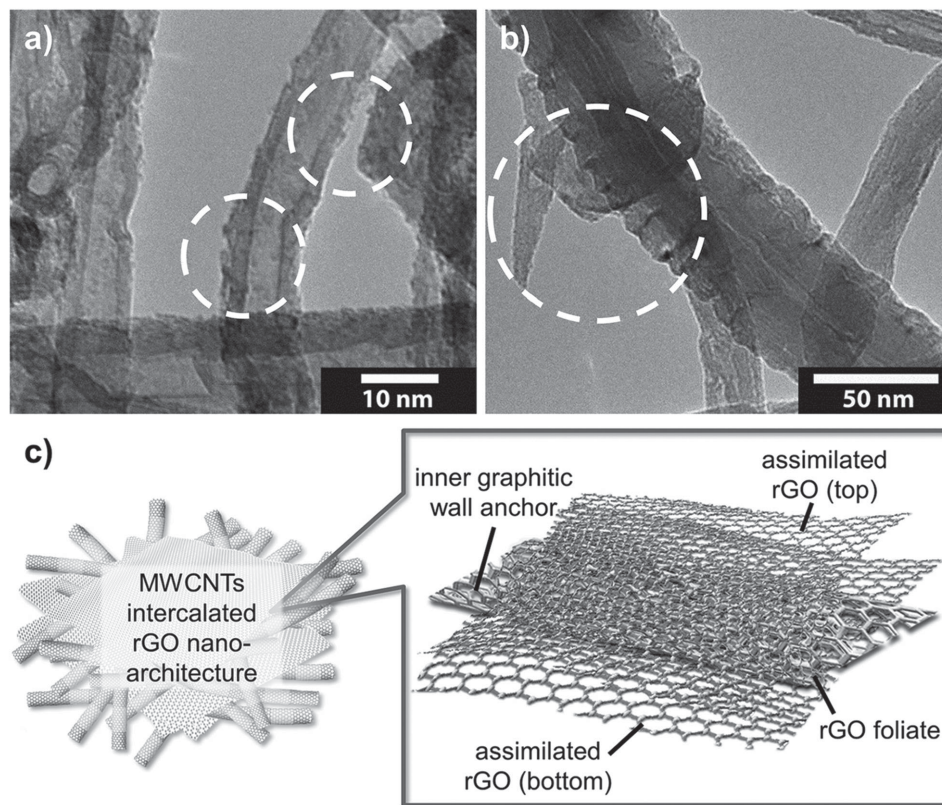 a)
10 nm
b)
50 nm
c)
MWCNTs
intercalated
rGO nano-
architecture
inner graphitic
wall anchor
assimilated
rGO (top)
assimilated
rGO (bottom)
rGO foliate